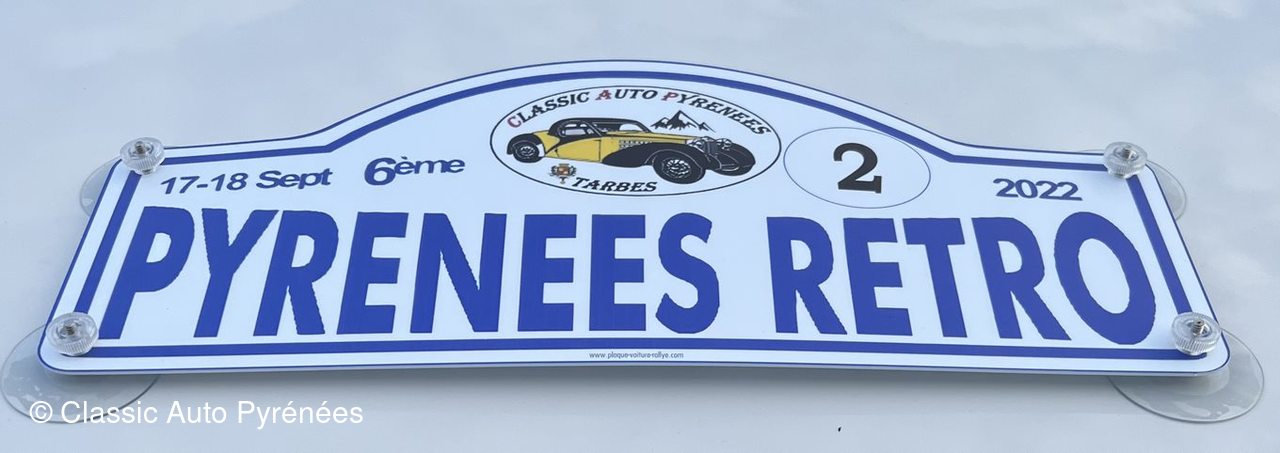 CLASSIC AUTO PYRENEES
TARBES
17-18 Sept 6ème
2
2022
PYRENEES RETRO
www.plaque-voiture-rallye.com
© Classic Auto Pyrénées